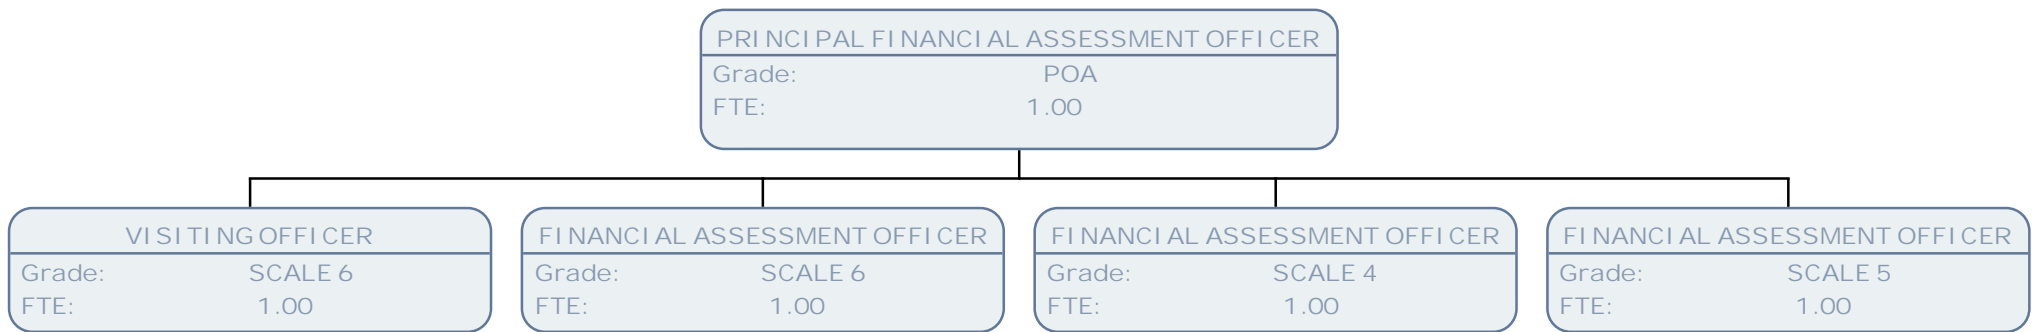 PRINCIPAL FINANCIAL ASSESSMENT OFFICER
Grade: POA
FTE: 1.00
VISITING OFFICER
Grade: SCALE 6
FTE: 1.00
FINANCIAL ASSESSMENT OFFICER
Grade: SCALE 6
FTE: 1.00
FINANCIAL ASSESSMENT OFFICER
Grade: SCALE 4
FTE: 1.00
FINANCIAL ASSESSMENT OFFICER
Grade: SCALE 5
FTE: 1.00